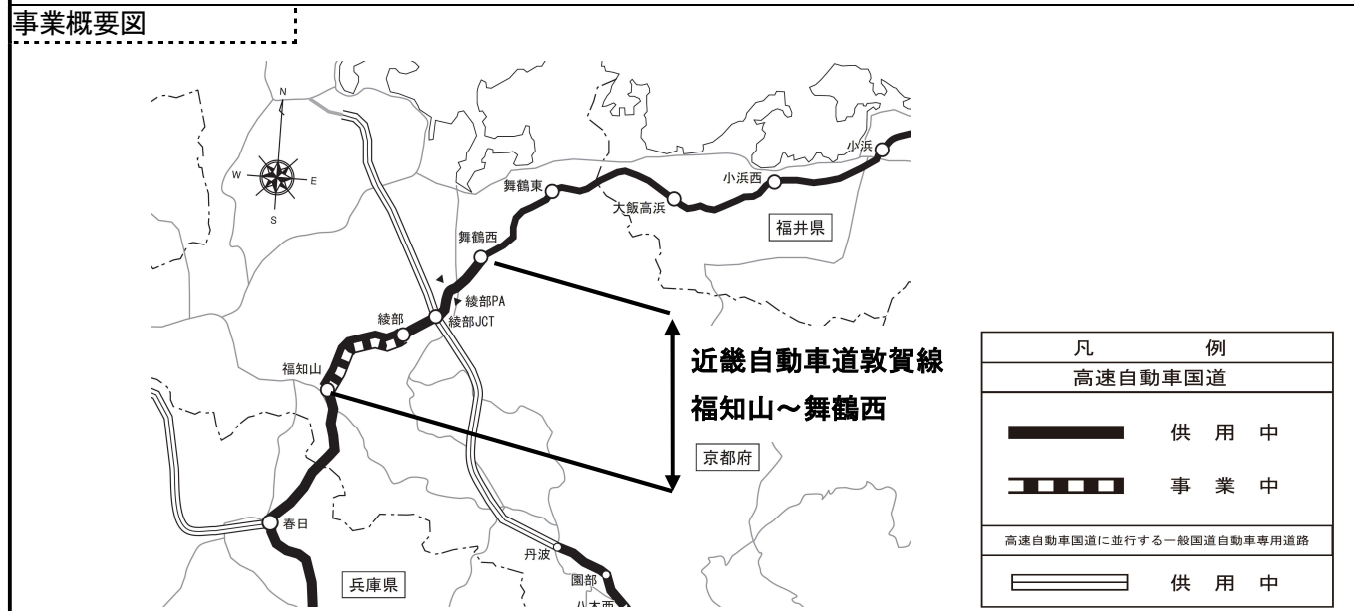 事業概要図
N
W
E
S
小浜
小浜西
舞鶴東
大飯高浜
福井県
舞鶴西
綾部PA
綾部
綾部JCT
福知山
近畿自動車道敦賀線
福知山～舞鶴西
京都府
春日
丹波
園部
兵庫県
八木西
凡 例
高速自動車国道
供 用 中
事 業 中
高速自動車国道に並行する一般国道自動車専用道路
供 用 中